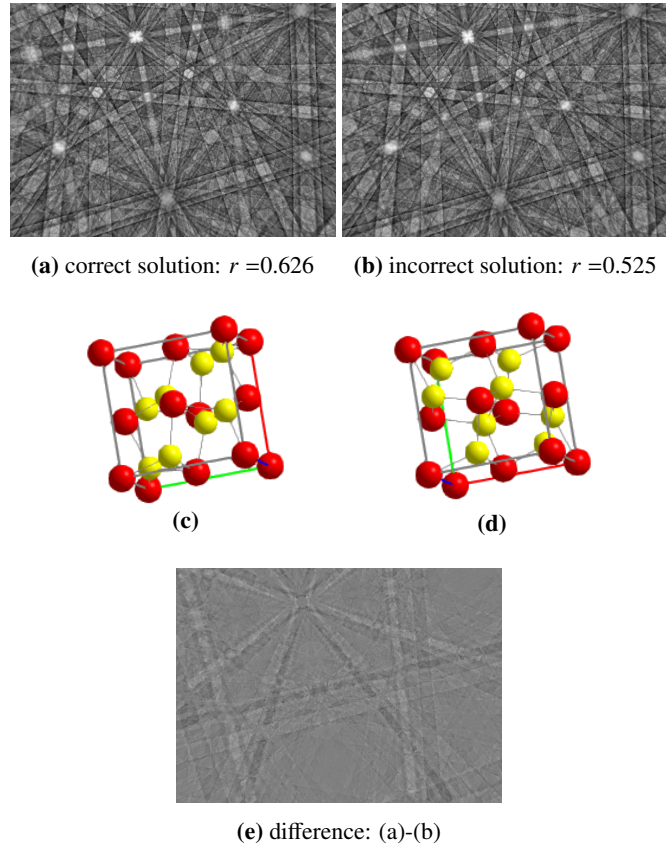 (a) correct solution: r =0.626
(b) incorrect solution: r =0.525
(c)
(d)
(e) difference: (a)-(b)